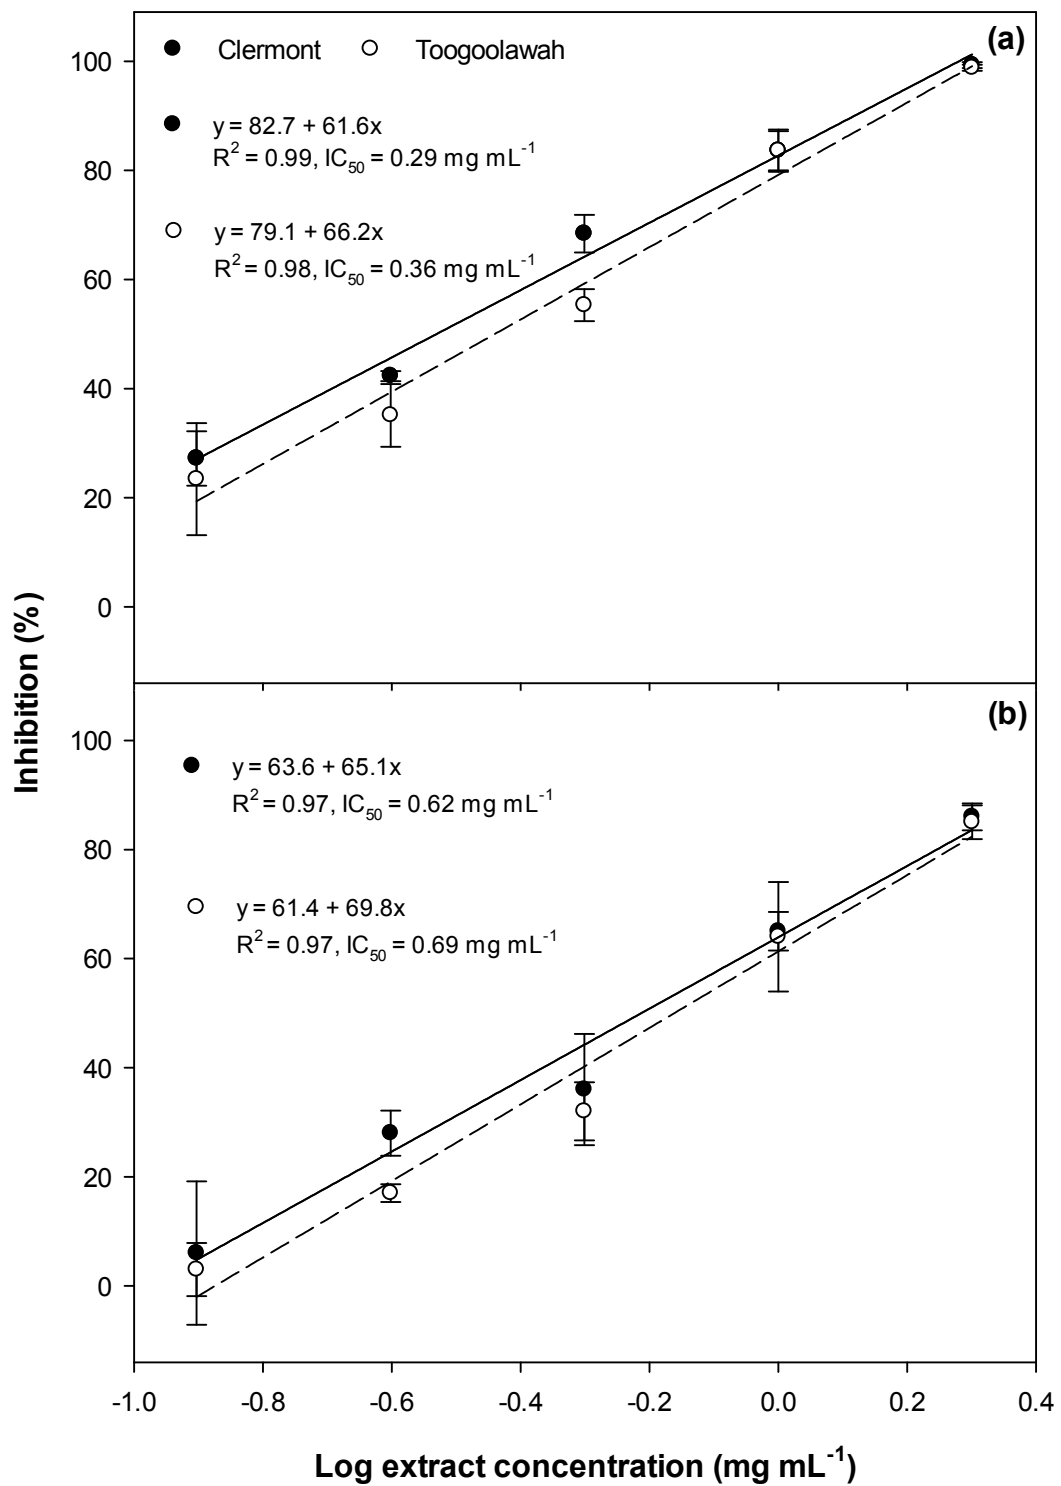 (a)
Clermont Toogoolawah
y = 82.7 + 61.6x
R² = 0.99, IC₅₀ = 0.29 mg mL⁻¹
y = 79.1 + 66.2x
R² = 0.98, IC₅₀ = 0.36 mg mL⁻¹
100
80
60
40
20
0
Inhibition (%)
(b)
y = 63.6 + 65.1x
R² = 0.97, IC₅₀ = 0.62 mg mL⁻¹
y = 61.4 + 69.8x
R² = 0.97, IC₅₀ = 0.69 mg mL⁻¹
100
80
60
40
20
0
-1.0 -0.8 -0.6 -0.4 -0.2 0.0 0.2 0.4
Log extract concentration (mg mL⁻¹)